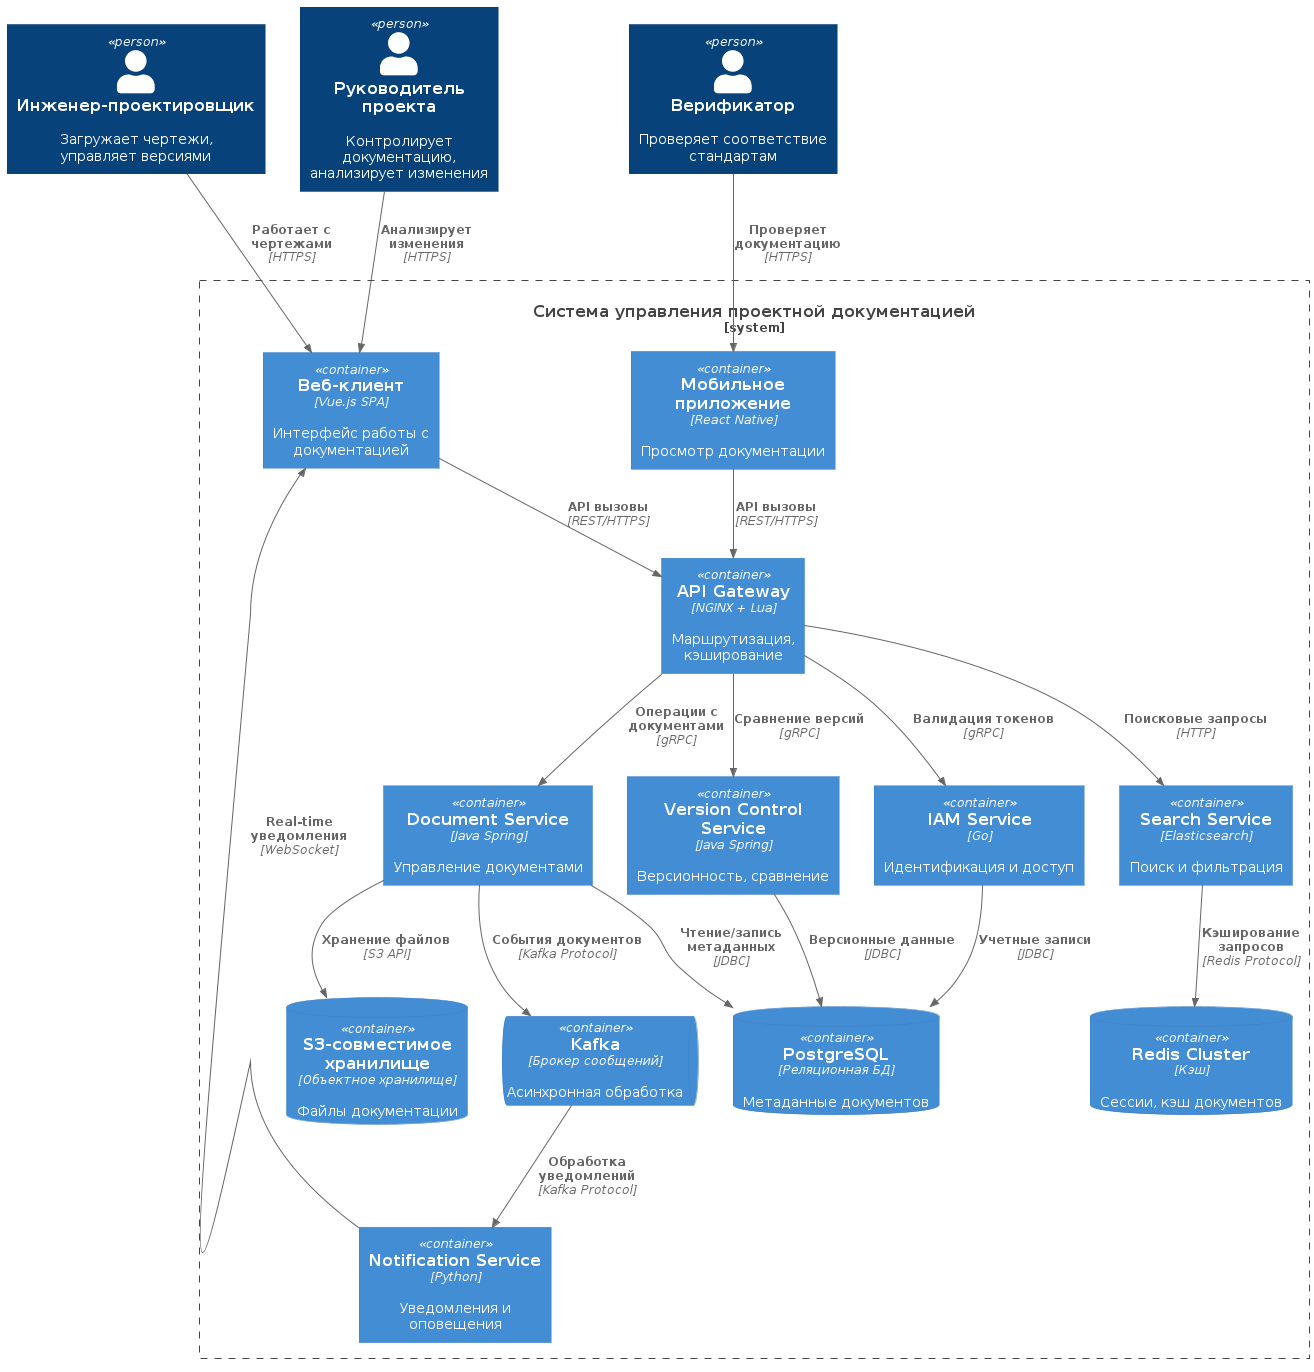 «person»
Инженер-проектировщик
Загружает чертежи,
управляет версиями
«person»
Руководитель
проекта
Контролирует
документацию,
анализирует изменения
«person»
Верификатор
Проверяет соответствие
стандартам
Работает с
чертежами
[HTTPS]
Анализирует
изменения
[HTTPS]
Проверяет
документацию
[HTTPS]
Система управления проектной документацией
[system]
«container»
Веб-клиент
[Vue.js SPA]
Интерфейс работы с
документацией
«container»
Мобильное
приложение
[React Native]
Просмотр документации
API вызовы
[REST/HTTPS]
API вызовы
[REST/HTTPS]
«container»
API Gateway
[NGINX + Lua]
Маршрутизация,
кэширование
Операции с
документами
[gRPC]
Сравнение версий
[gRPC]
Валидация токенов
[gRPC]
Поисковые запросы
[HTTP]
Real-time
уведомления
[WebSocket]
«container»
Document Service
[Java Spring]
Управление документами
«container»
Version Control
Service
[Java Spring]
Версионность, сравнение
«container»
IAM Service
[Go]
Идентификация и доступ
«container»
Search Service
[Elasticsearch]
Поиск и фильтрация
Хранение файлов
[S3 API]
События документов
[Kafka Protocol]
Чтение/запись
метаданных
[JDBC]
Версионные данные
[JDBC]
Учетные записи
[JDBC]
Кэширование
запросов
[Redis Protocol]
«container»
S3-совместимое
хранилище
[Объектное хранилище]
Файлы документации
«container»
Kafka
[Брокер сообщений]
Асинхронная обработка
«container»
PostgreSQL
[Реляционная БД]
Метаданные документов
«container»
Redis Cluster
[Кэш]
Сессии, кэш документов
Обработка
уведомлений
[Kafka Protocol]
«container»
Notification Service
[Python]
Уведомления и
оповещения